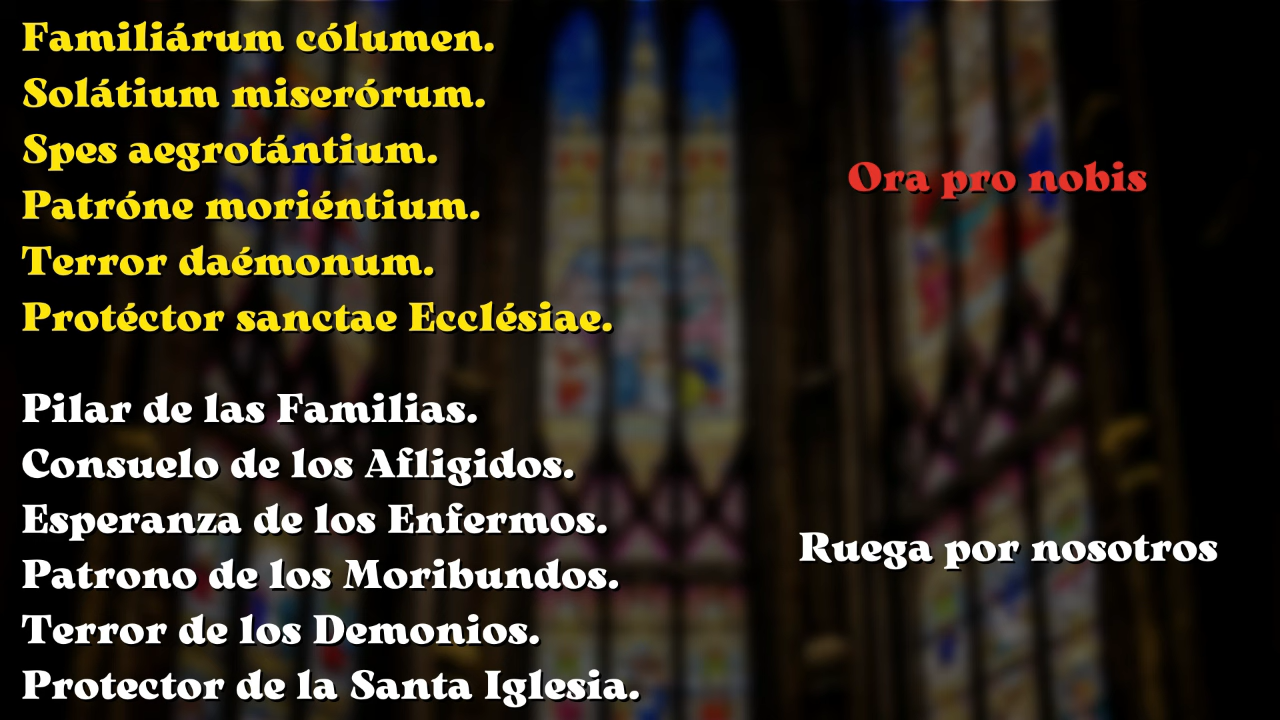 Familiárum cólumen.
Solátium miserórum.
Spes aegrotántium.
Patróne moriéntium.
Terror daémonum.
Protéctor sanctae Ecclésiae.
Ora pro nobis
Pilar de las Familias.
Consuelo de los Afligidos.
Esperanza de los Enfermos.
Patrono de los Moribundos.
Terror de los Demonios.
Protector de la Santa Iglesia.
Ruega por nosotros